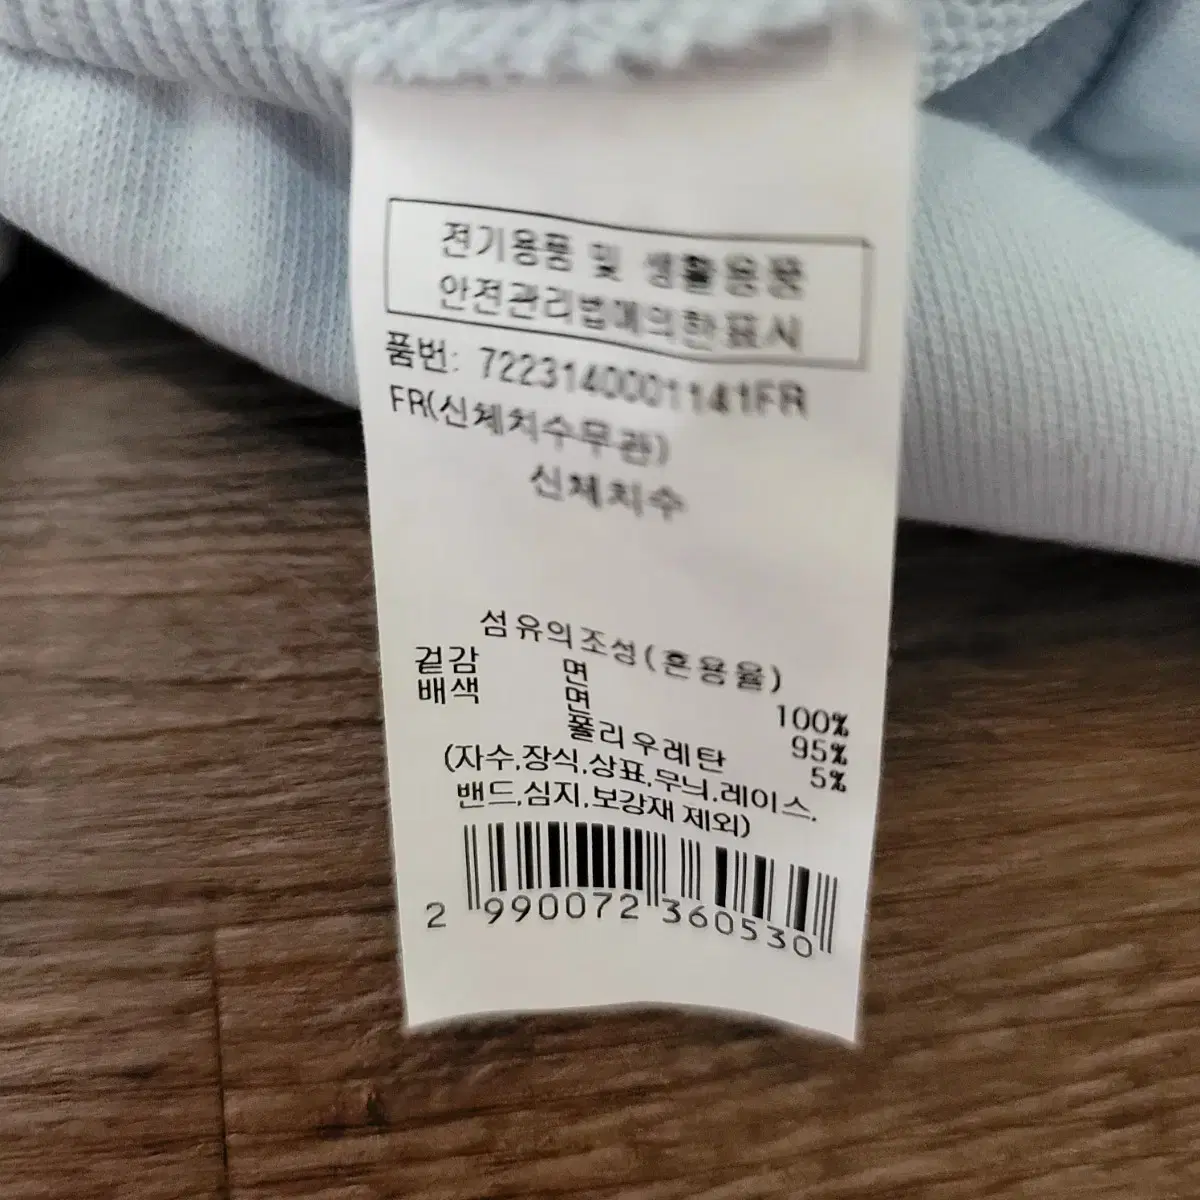 전기용품 및 생활용품
안전관리법에의한표시
품번: 7223140001141FR
FR(신체치수무관)
신체치수
섬유의조성(혼용율)
겉감 면 100%
배색 면 95%
폴리우레탄 5%
(자수,장식,상표,무늬,레이스,
밴드,심지,보강재 제외)
2 990072 360530